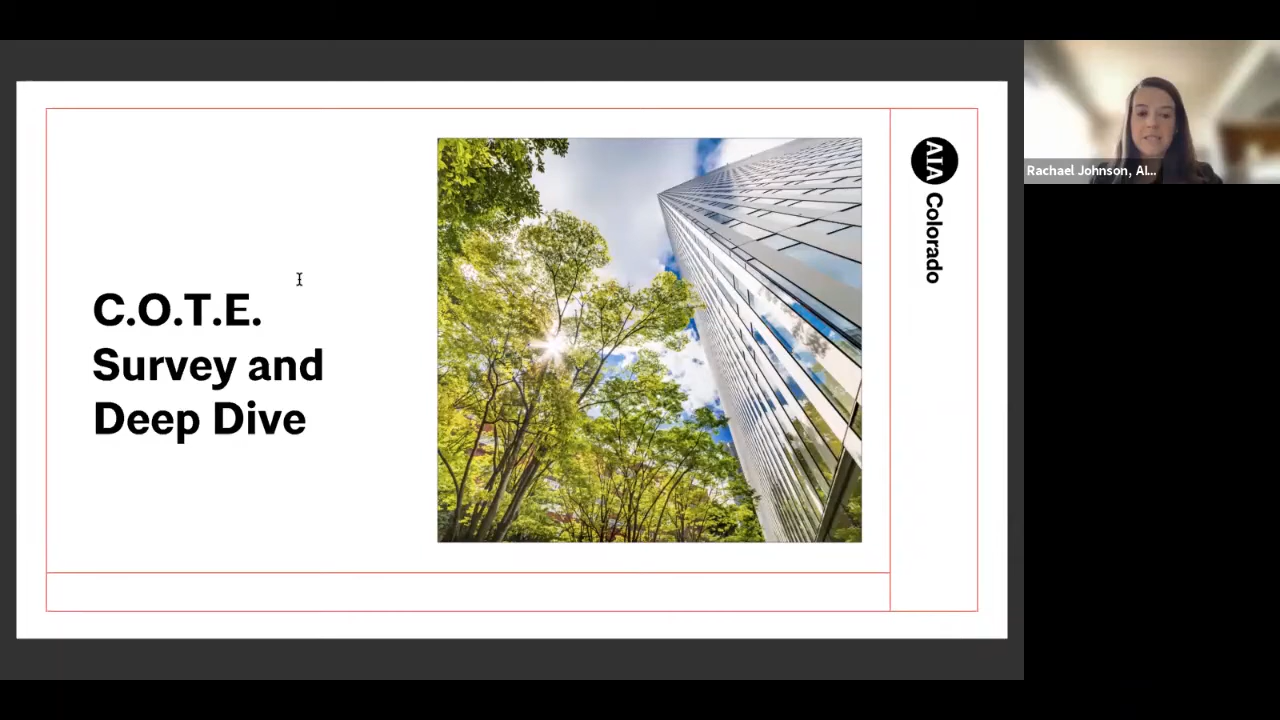 C.O.T.E.
Survey and
Deep Dive
AIA Colorado
Rachael Johnson, AI...